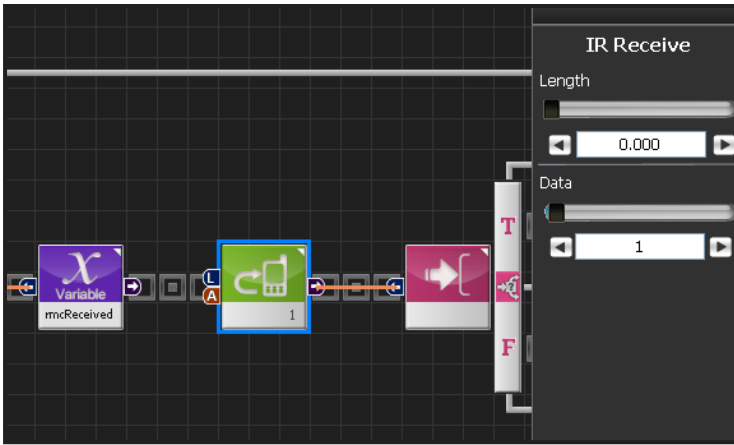 IR Receive
Length
0.000
Data
1
T
Variable
rmcReceived
L
A
1
F